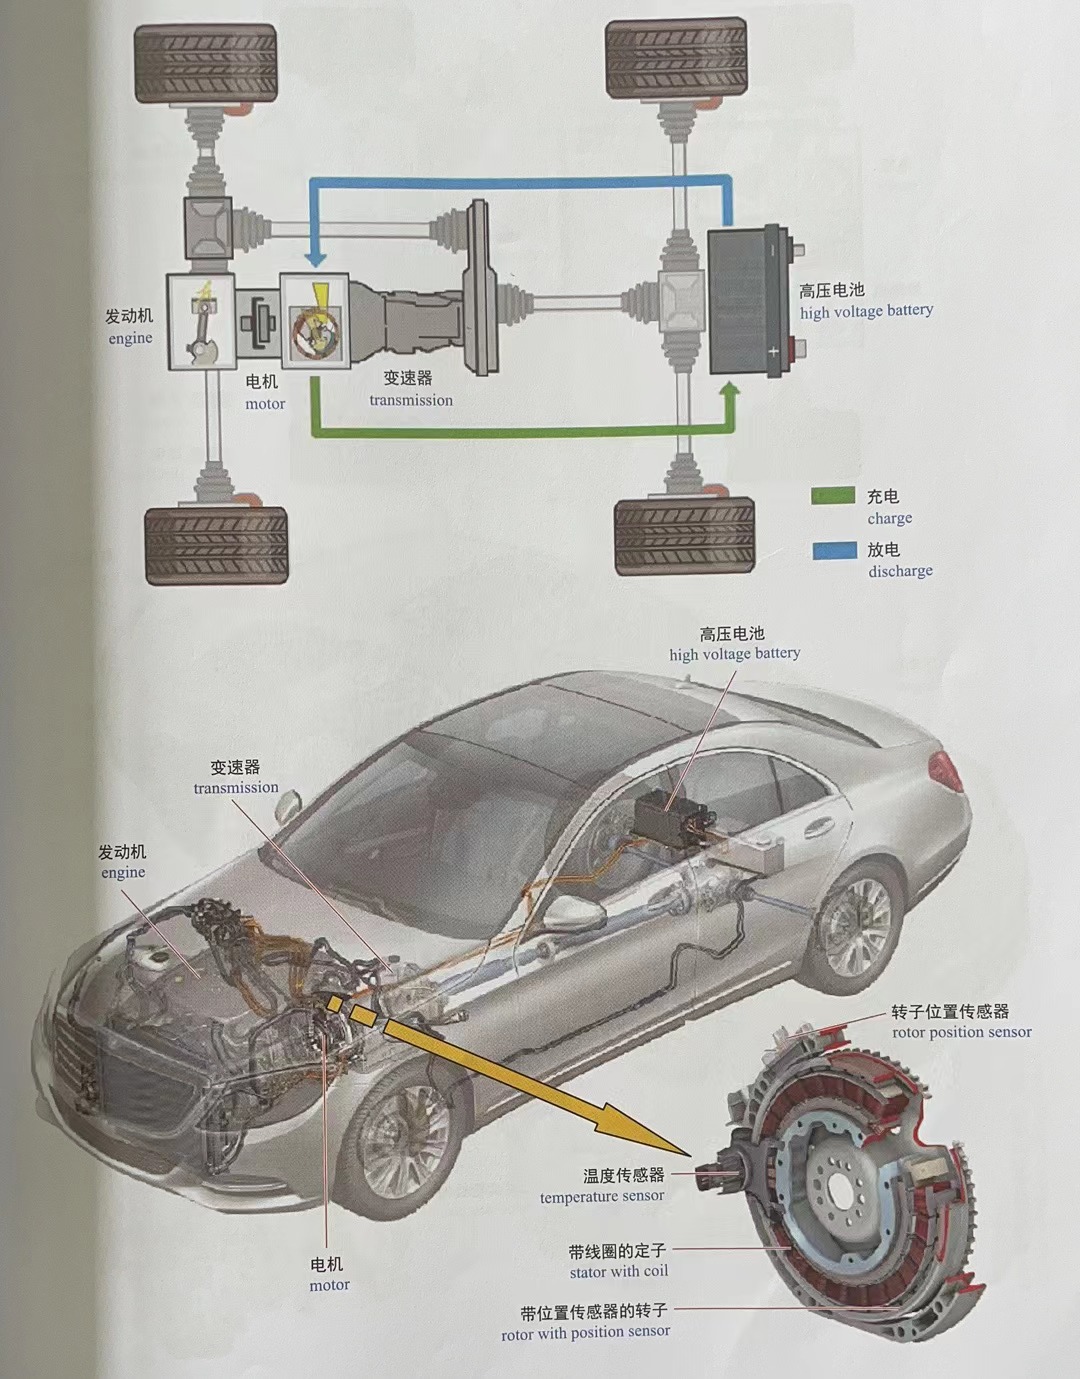 发动机
engine
电机
motor
变速器
transmission
高压电池
high voltage battery
充电
charge
放电
discharge
高压电池
high voltage battery
变速器
transmission
发动机
engine
转子位置传感器
rotor position sensor
温度传感器
temperature sensor
带线圈的定子
stator with coil
电机
motor
带位置传感器的转子
rotor with position sensor